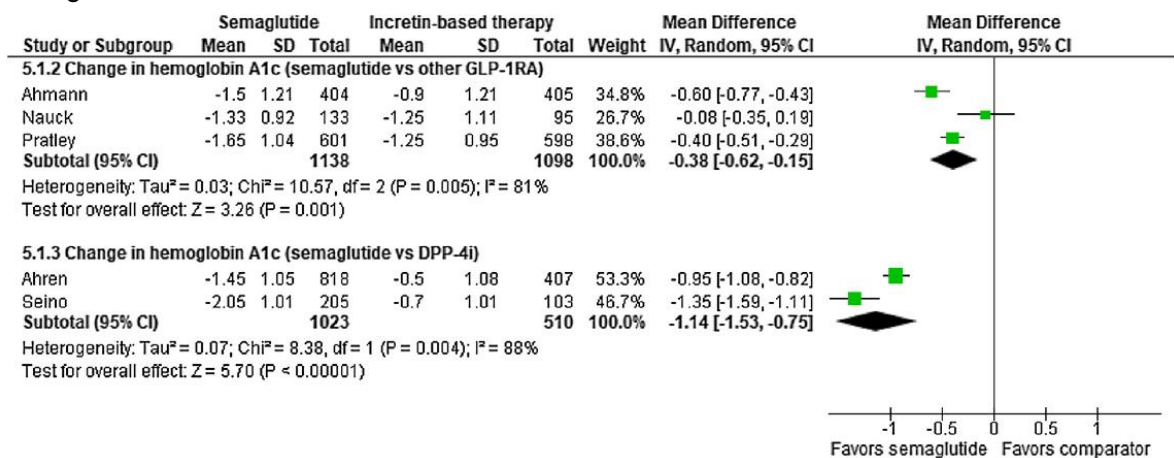 Semaglutide Incretin-based therapy Mean Difference Mean Difference
Study or Subgroup Mean SD Total Mean SD Total Weight IV, Random, 95% CI IV, Random, 95% CI
5.1.2 Change in hemoglobin A1c (semaglutide vs other GLP-1RA)
Ahmann -1.5 1.21 404 -0.9 1.21 405 34.8% -0.60 [-0.77, -0.43]
Nauck -1.33 0.92 133 -1.25 1.11 95 26.7% -0.08 [-0.35, 0.19]
Pratley -1.65 1.04 601 -1.25 0.95 598 38.6% -0.40 [-0.51, -0.29]
Subtotal (95% CI) 1138 1098 100.0% -0.38 [-0.62, -0.15]
Heterogeneity: Tau² = 0.03; Chi² = 10.57, df = 2 (P = 0.005); I² = 81%
Test for overall effect: Z = 3.26 (P = 0.001)
5.1.3 Change in hemoglobin A1c (semaglutide vs DPP-4i)
Ahren -1.45 1.05 818 -0.5 1.08 407 53.3% -0.95 [-1.08, -0.82]
Seino -2.05 1.01 205 -0.7 1.01 103 46.7% -1.35 [-1.59, -1.11]
Subtotal (95% CI) 1023 510 100.0% -1.14 [-1.53, -0.75]
Heterogeneity: Tau² = 0.07; Chi² = 8.38, df = 1 (P = 0.004); I² = 88%
Test for overall effect: Z = 5.70 (P < 0.00001)
-1 -0.5 0 0.5 1
Favors semaglutide Favors comparator